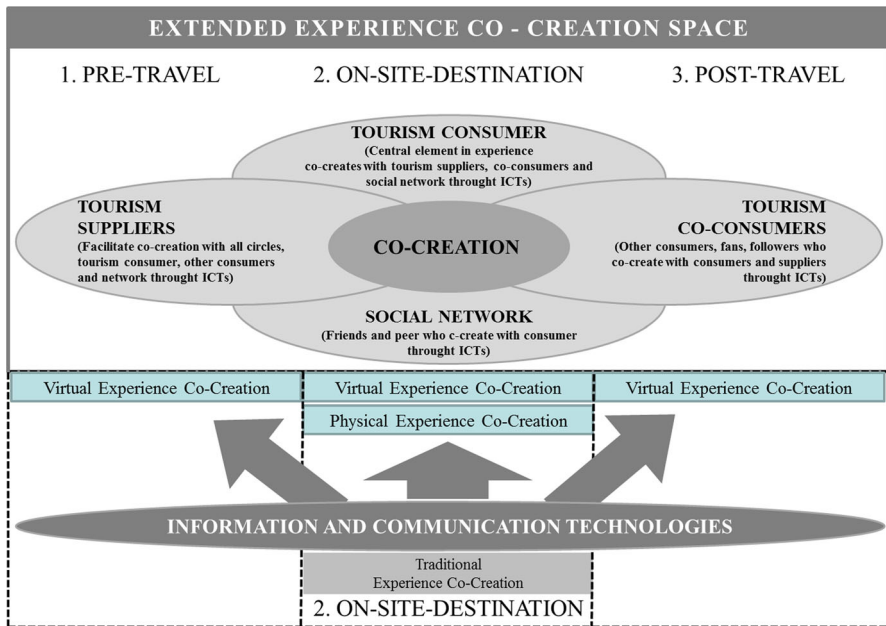 EXTENDED EXPERIENCE CO - CREATION SPACE
1. PRE-TRAVEL
2. ON-SITE-DESTINATION
3. POST-TRAVEL
TOURISM CONSUMER
(Central element in experience
co-creates with tourism suppliers, co-consumers and
social network throught ICTs)
TOURISM
SUPPLIERS
(Facilitate co-creation with all circles,
tourism consumer, other consumers
and network throught ICTs)
CO-CREATION
TOURISM
CO-CONSUMERS
(Other consumers, fans, followers who
co-create with consumers and suppliers
throught ICTs)
SOCIAL NETWORK
(Friends and peer who c-create with consumer
throught ICTs)
Virtual Experience Co-Creation
Virtual Experience Co-Creation
Virtual Experience Co-Creation
Physical Experience Co-Creation
INFORMATION AND COMMUNICATION TECHNOLOGIES
Traditional
Experience Co-Creation
2. ON-SITE-DESTINATION